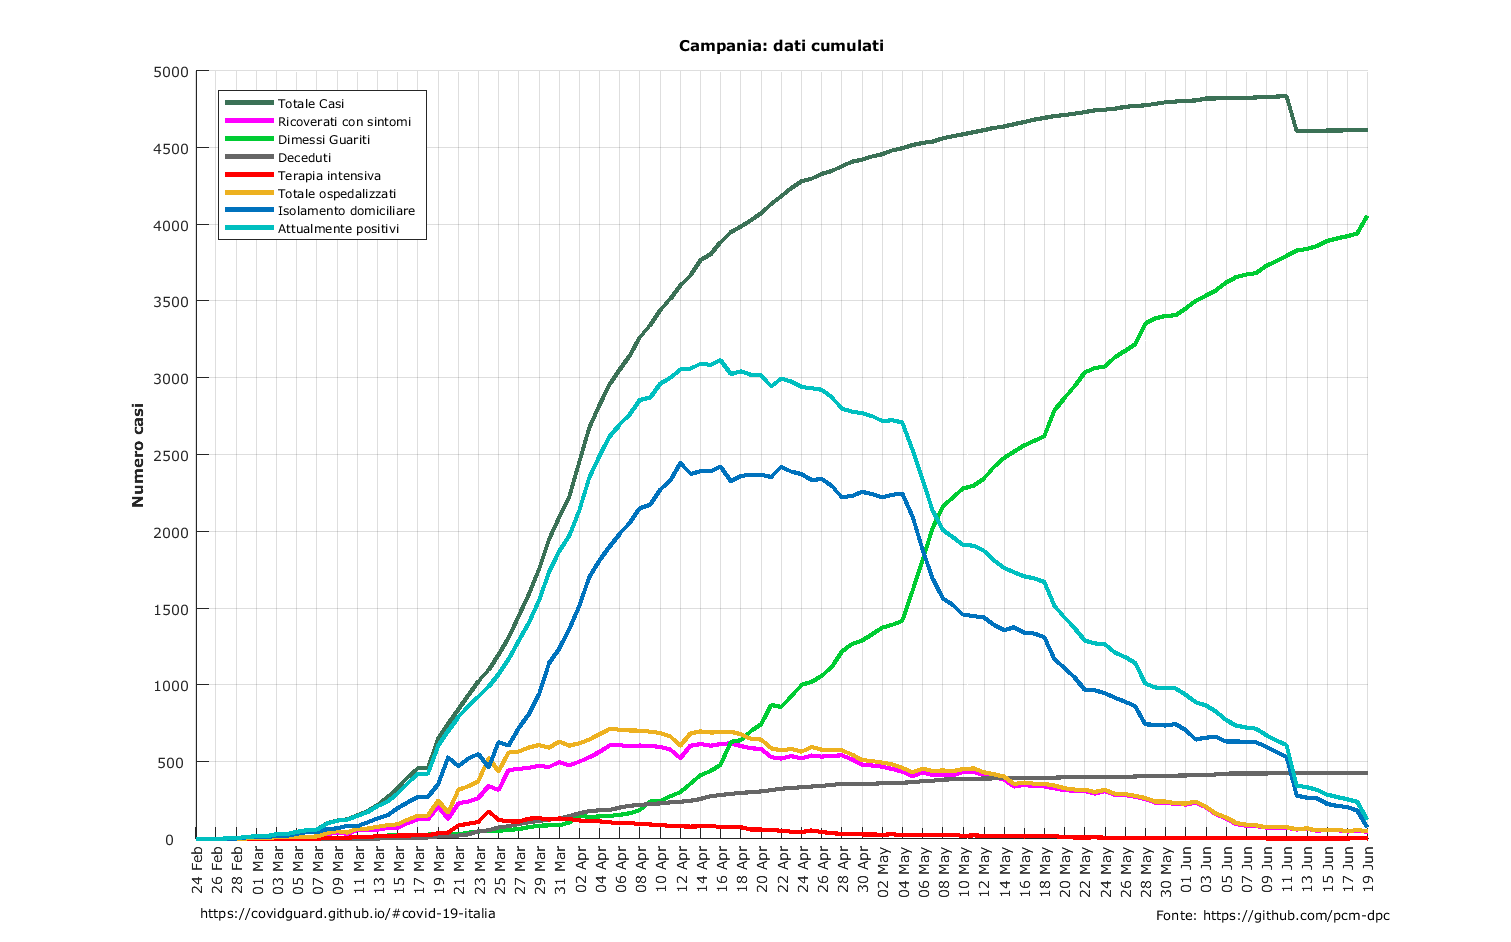 Campania: dati cumulati
Numero casi
5000
4500
4000
3500
3000
2500
2000
1500
1000
500
0
Totale Casi
Ricoverati con sintomi
Dimessi Guariti
Deceduti
Terapia intensiva
Totale ospedalizzati
Isolamento domiciliare
Attualmente positivi
24 Feb
26 Feb
28 Feb
01 Mar
03 Mar
05 Mar
07 Mar
09 Mar
11 Mar
13 Mar
15 Mar
17 Mar
19 Mar
21 Mar
23 Mar
25 Mar
27 Mar
29 Mar
31 Mar
02 Apr
04 Apr
06 Apr
08 Apr
10 Apr
12 Apr
14 Apr
16 Apr
18 Apr
20 Apr
22 Apr
24 Apr
26 Apr
28 Apr
30 Apr
02 May
04 May
06 May
08 May
10 May
12 May
14 May
16 May
18 May
20 May
22 May
24 May
26 May
28 May
30 May
01 Jun
03 Jun
05 Jun
07 Jun
09 Jun
11 Jun
13 Jun
15 Jun
17 Jun
19 Jun
https://covidguard.github.io/#covid-19-italia
Fonte: https://github.com/pcm-dpc